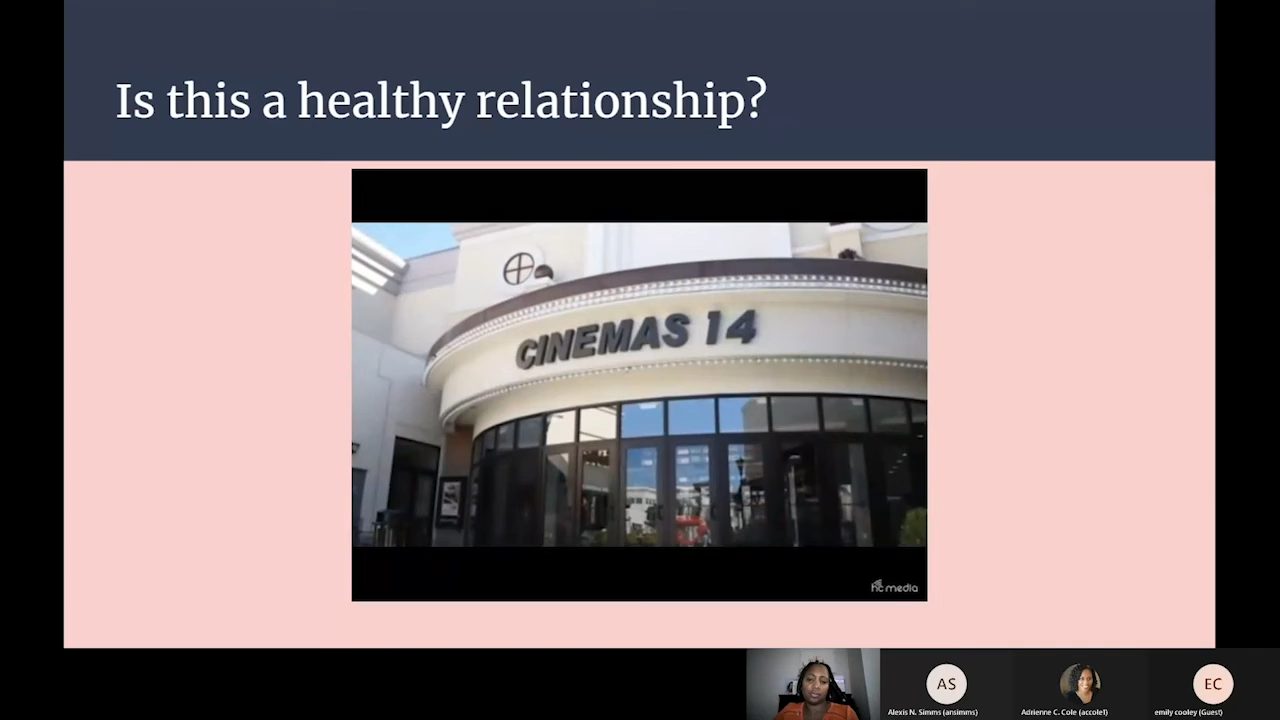 Is this a healthy relationship?
CINEMAS 14
hc media
AS
EC
Alexis N. Simms (ansimms)
Adrienne C. Cole (accole1)
emily cooley (Guest)